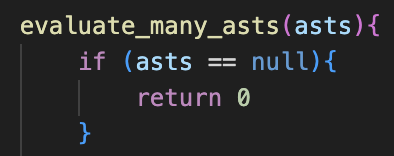 evaluate_many_asts(asts){
if (asts == null){
return 0
}